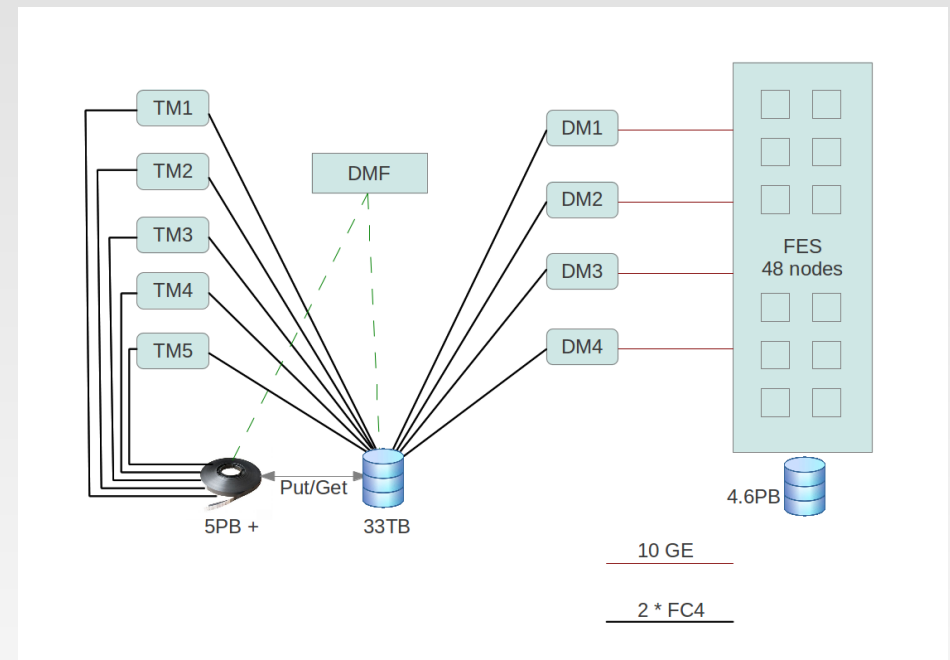 TM1
TM2
TM3
TM4
TM5
DMF
DM1
DM2
DM3
DM4
FES
48 nodes
Put/Get
5PB +
33TB
4.6PB
10 GE
2 * FC4